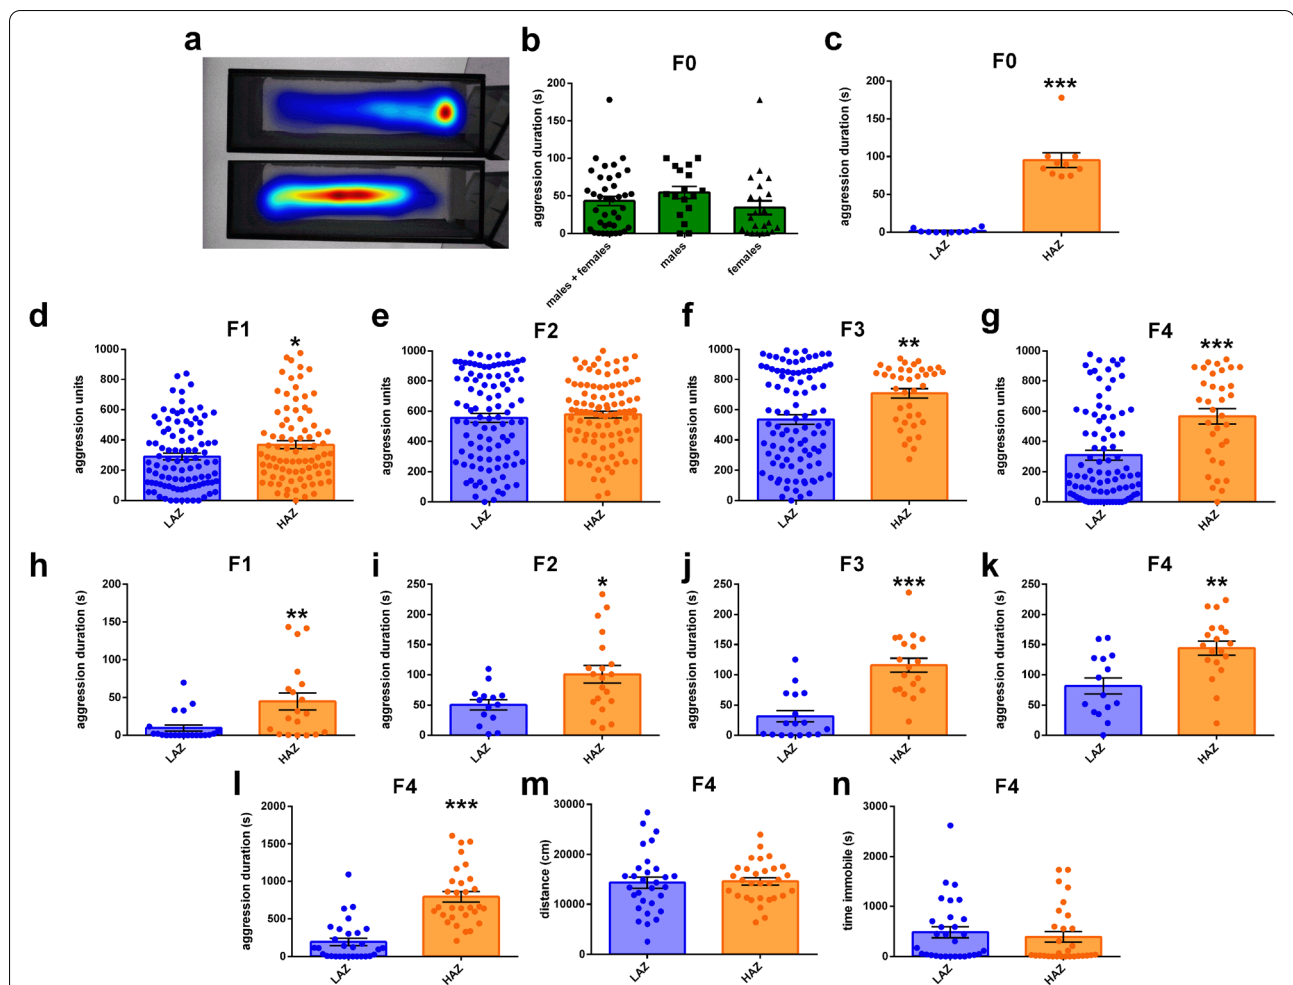 a
b
F0
aggression duration (s)
200
150
100
50
0
males + females
males
females
c
F0
aggression duration (s)
200
150
100
50
0
***
LAZ
HAZ
d
F1
aggression units
1000
800
600
400
200
0
*
LAZ
HAZ
e
F2
aggression units
1000
800
600
400
200
0
LAZ
HAZ
f
F3
aggression units
1000
800
600
400
200
0
**
LAZ
HAZ
g
F4
aggression units
1000
800
600
400
200
0
***
LAZ
HAZ
h
F1
aggression duration (s)
200
150
100
50
0
**
LAZ
HAZ
i
F2
aggression duration (s)
250
200
150
100
50
0
*
LAZ
HAZ
j
F3
aggression duration (s)
250
200
150
100
50
0
***
LAZ
HAZ
k
F4
aggression duration (s)
250
200
150
100
50
0
**
LAZ
HAZ
l
F4
aggression duration (s)
2000
1500
1000
500
0
***
LAZ
HAZ
m
F4
distance (cm)
30000
20000
10000
0
LAZ
HAZ
n
F4
time immobile (s)
3000
2000
1000
0
LAZ
HAZ